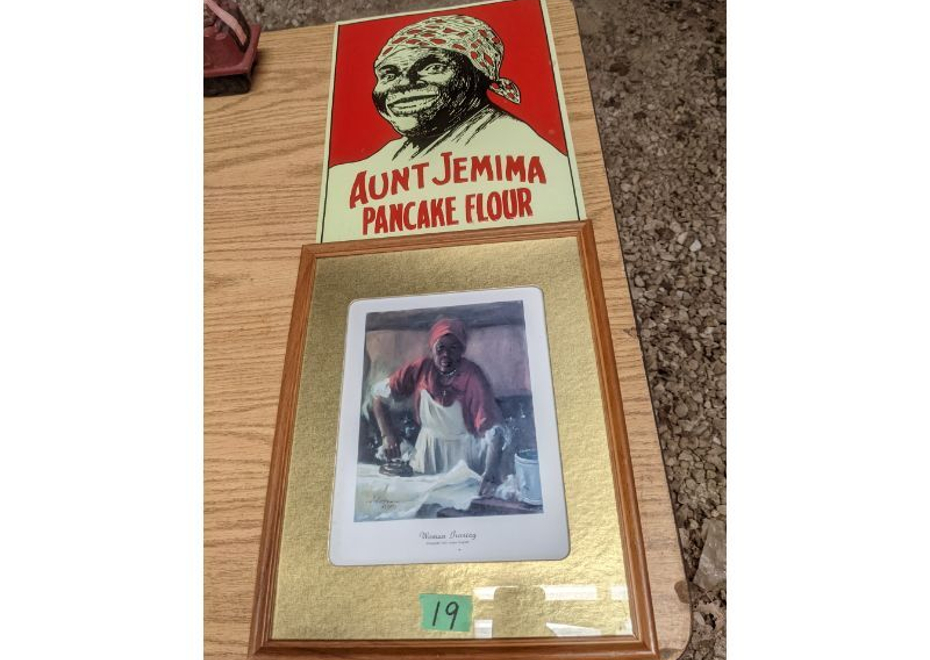 AUNT JEMIMA
PANCAKE FLOUR
Woman Ironing
19